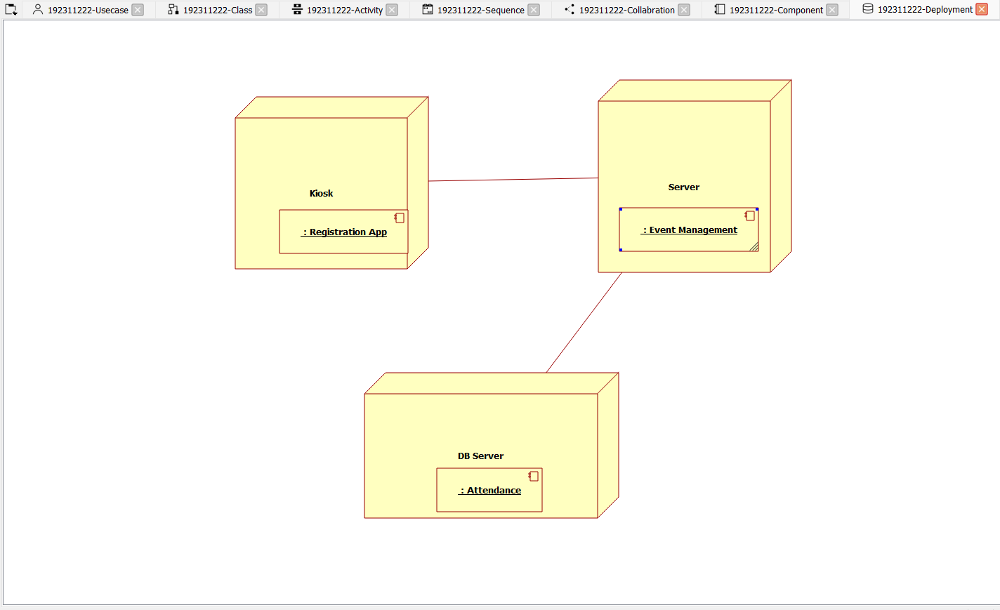 192311222-Usecase
192311222-Class
192311222-Activity
192311222-Sequence
192311222-Collabration
192311222-Component
192311222-Deployment
Kiosk
: Registration App
Server
: Event Management
DB Server
: Attendance